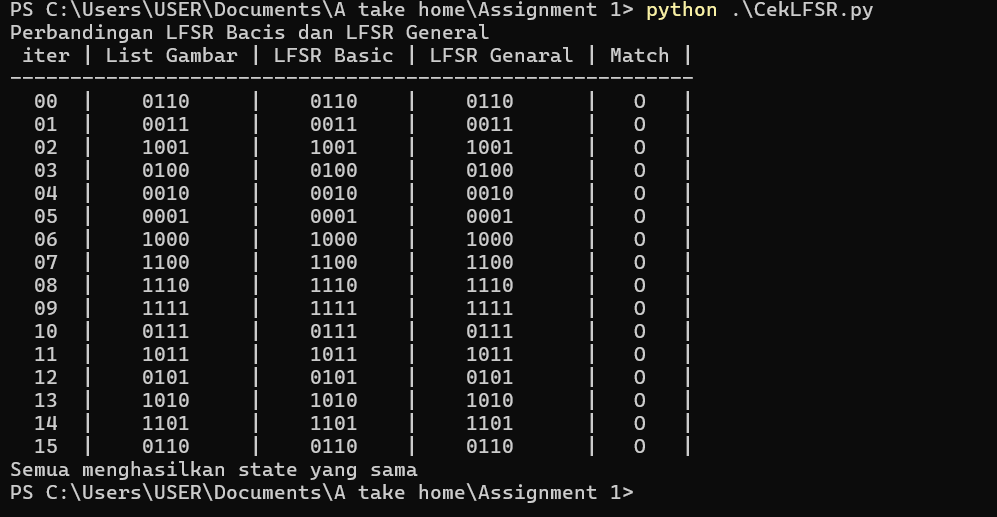 PS C:\Users\USER\Documents\A take home\Assignment 1> python .\CekLFSR.py
Perbandingan LFSR Bacis dan LFSR General
 iter | List Gambar | LFSR Basic | LFSR Genaral | Match |
---------------------------------------------------------
  00  |    0110     |    0110    |    0110      |   O   |
  01  |    0011     |    0011    |    0011      |   O   |
  02  |    1001     |    1001    |    1001      |   O   |
  03  |    0100     |    0100    |    0100      |   O   |
  04  |    0010     |    0010    |    0010      |   O   |
  05  |    0001     |    0001    |    0001      |   O   |
  06  |    1000     |    1000    |    1000      |   O   |
  07  |    1100     |    1100    |    1100      |   O   |
  08  |    1110     |    1110    |    1110      |   O   |
  09  |    1111     |    1111    |    1111      |   O   |
  10  |    0111     |    0111    |    0111      |   O   |
  11  |    1011     |    1011    |    1011      |   O   |
  12  |    0101     |    0101    |    0101      |   O   |
  13  |    1010     |    1010    |    1010      |   O   |
  14  |    1101     |    1101    |    1101      |   O   |
  15  |    0110     |    0110    |    0110      |   O   |
Semua menghasilkan state yang sama
PS C:\Users\USER\Documents\A take home\Assignment 1>